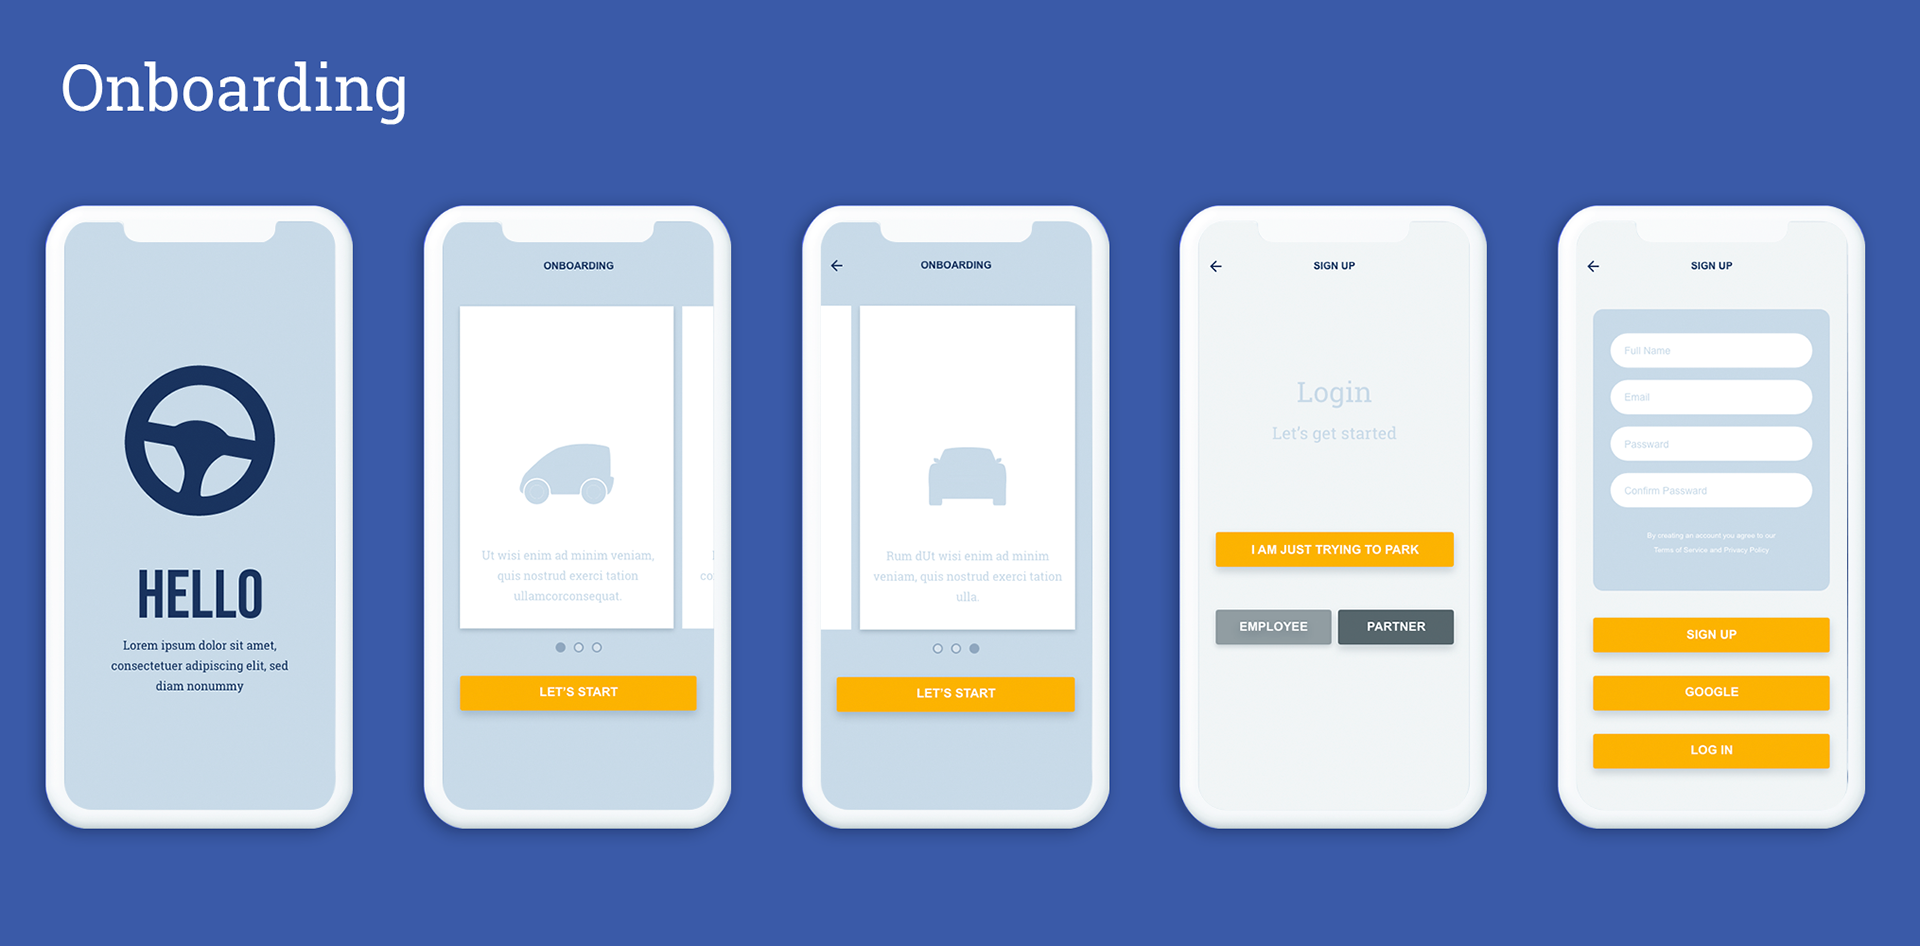 Onboarding
HELLO
Lorem ipsum dolor sit amet,
consectetuer adipiscing elit, sed
diam nonummy
ONBOARDING
Ut wisi enim ad minim veniam,
quis nostrud exerci tation
ullamcorconsequat.
co
LET'S START
ONBOARDING
Rum dUt wisi enim ad minim
veniam, quis nostrud exerci tation
ulla.
LET'S START
SIGN UP
Login
Let's get started
I AM JUST TRYING TO PARK
EMPLOYEE
PARTNER
SIGN UP
Full Name
Email
Passward
Confirm Passward
By creating an account you agree to our
Terms of Service and Privacy Policy
SIGN UP
GOOGLE
LOG IN